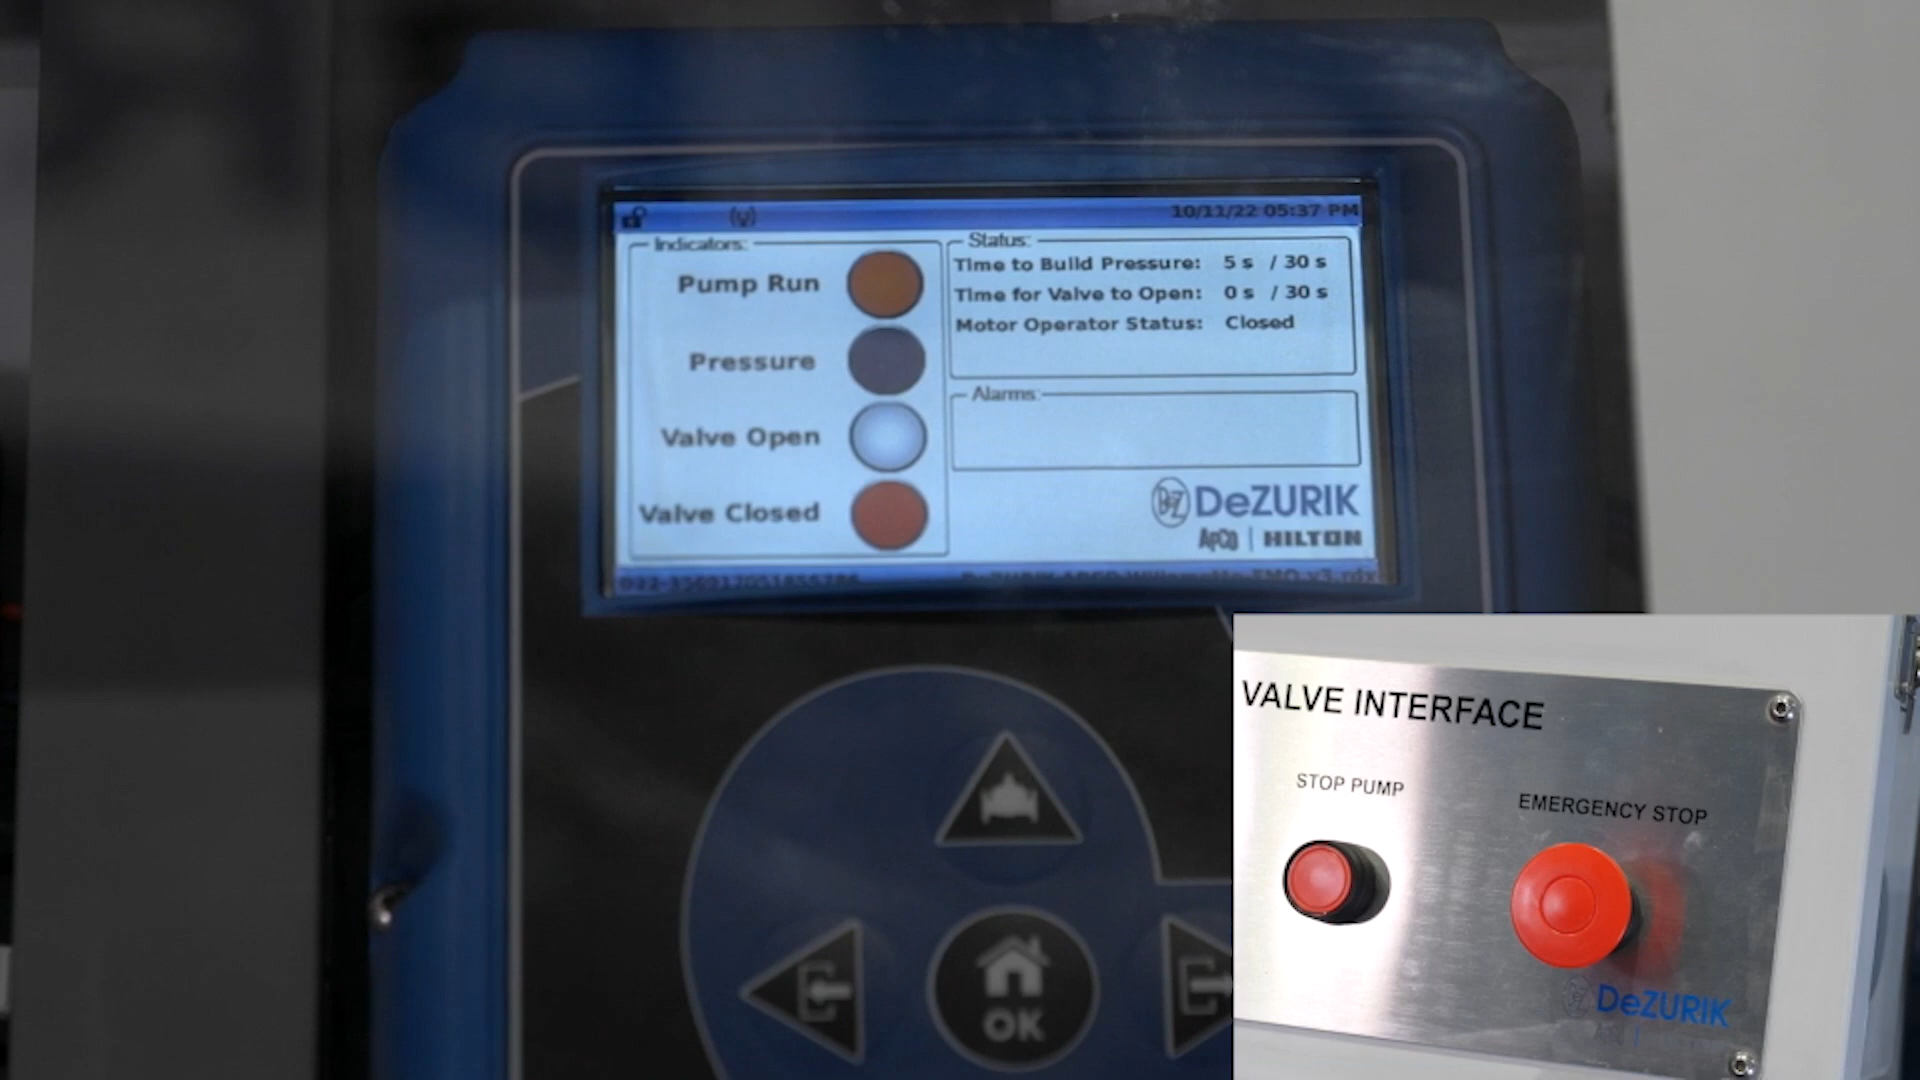 10/11/22 05:37 PM
Indicators:
Pump Run
Pressure
Valve Open
Valve Closed
Status:
Time to Build Pressure: 5 s / 30 s
Time for Valve to Open: 0 s / 30 s
Motor Operator Status: Closed
Alarms:
DeZURIK
APCO | HILTON
OK
VALVE INTERFACE
STOP PUMP
EMERGENCY STOP
DeZURIK